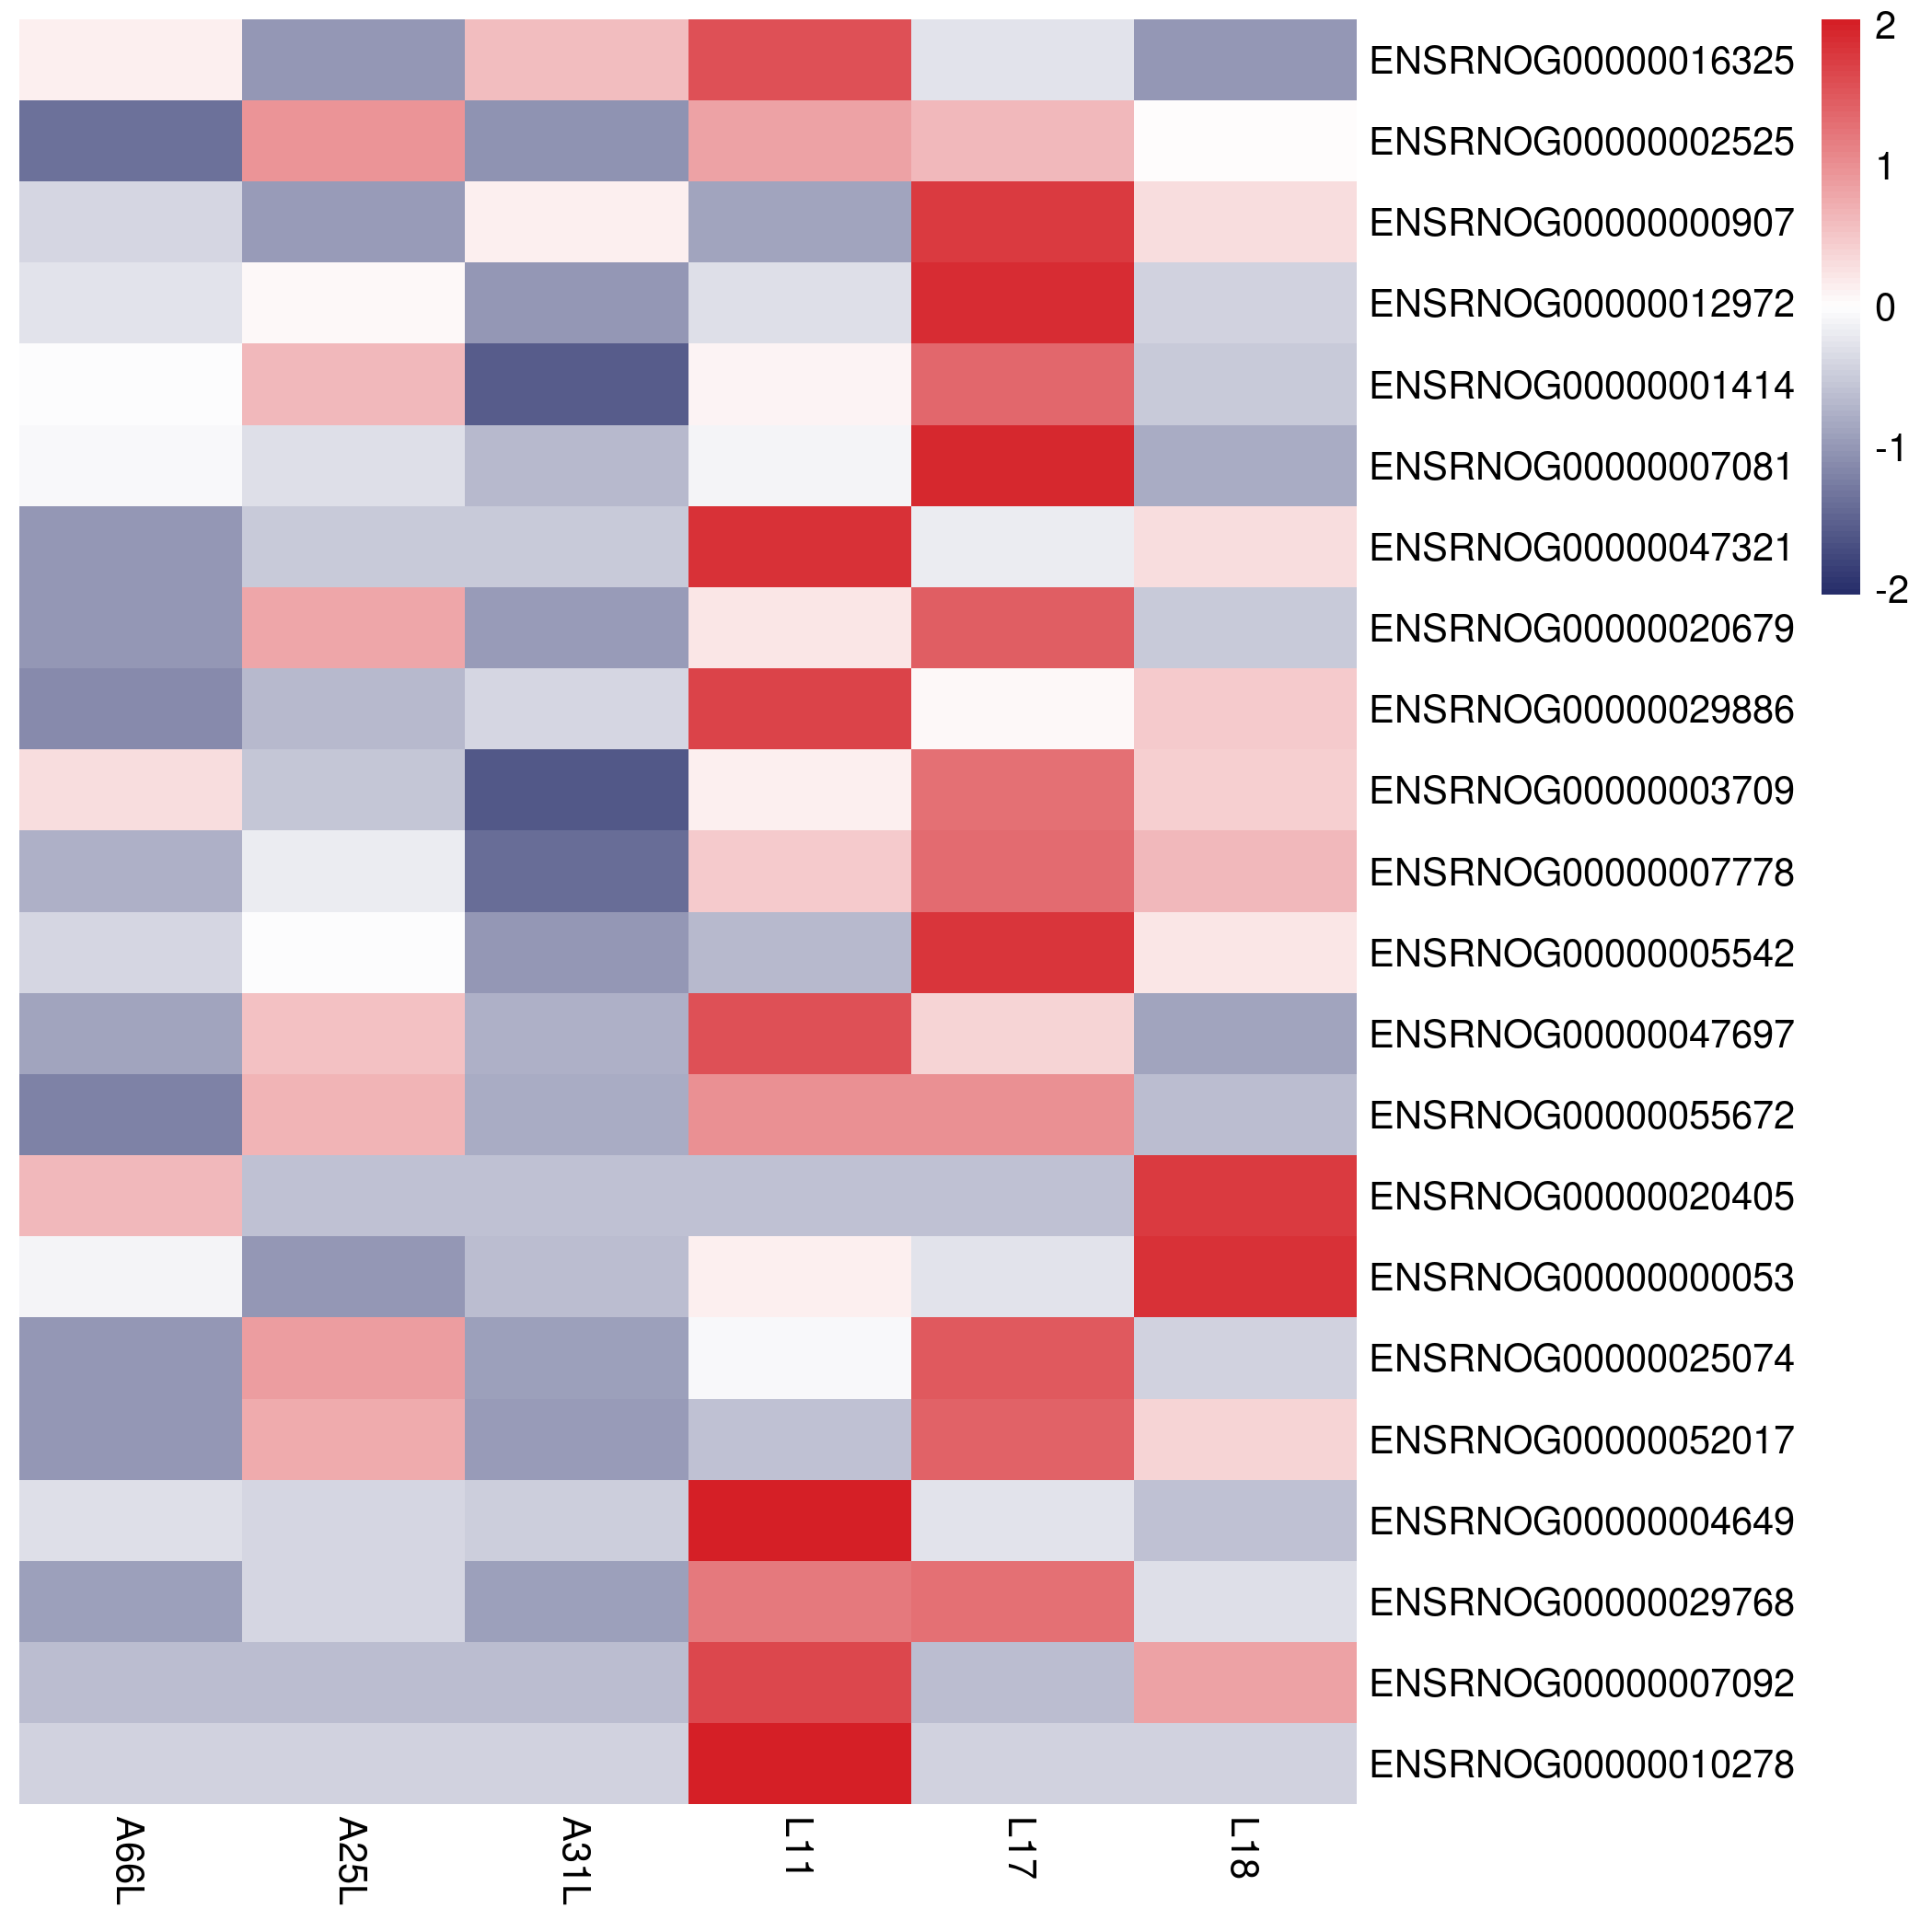 ENSRNOG00000016325
ENSRNOG00000002525
ENSRNOG00000000907
ENSRNOG00000012972
ENSRNOG00000001414
ENSRNOG00000007081
ENSRNOG00000047321
ENSRNOG00000020679
ENSRNOG00000029886
ENSRNOG00000003709
ENSRNOG00000007778
ENSRNOG00000005542
ENSRNOG00000047697
ENSRNOG00000055672
ENSRNOG00000020405
ENSRNOG00000000053
ENSRNOG00000025074
ENSRNOG00000052017
ENSRNOG00000004649
ENSRNOG00000029768
ENSRNOG00000007092
ENSRNOG00000010278
2
1
0
-1
-2
A66L
A25L
A31L
L11
L17
L18